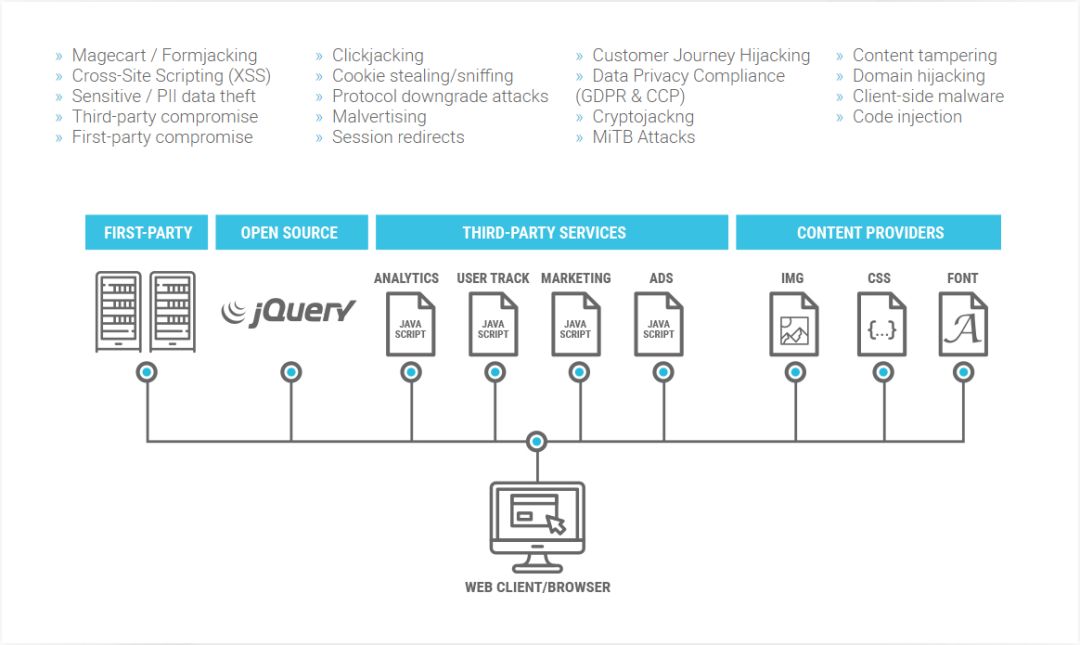 » Magecart / Formjacking
» Cross-Site Scripting (XSS)
» Sensitive / PII data theft
» Third-party compromise
» First-party compromise
» Clickjacking
» Cookie stealing/sniffing
» Protocol downgrade attacks
» Malvertising
» Session redirects
» Customer Journey Hijacking
» Data Privacy Compliance
(GDPR & CCP)
» Cryptojackng
» MiTB Attacks
» Content tampering
» Domain hijacking
» Client-side malware
» Code injection
FIRST-PARTY
OPEN SOURCE
THIRD-PARTY SERVICES
CONTENT PROVIDERS
jQuery
ANALYTICS
JAVA
SCRIPT
USER TRACK
JAVA
SCRIPT
MARKETING
JAVA
SCRIPT
ADS
JAVA
SCRIPT
IMG
CSS
{...}
FONT
A
WEB CLIENT/BROWSER